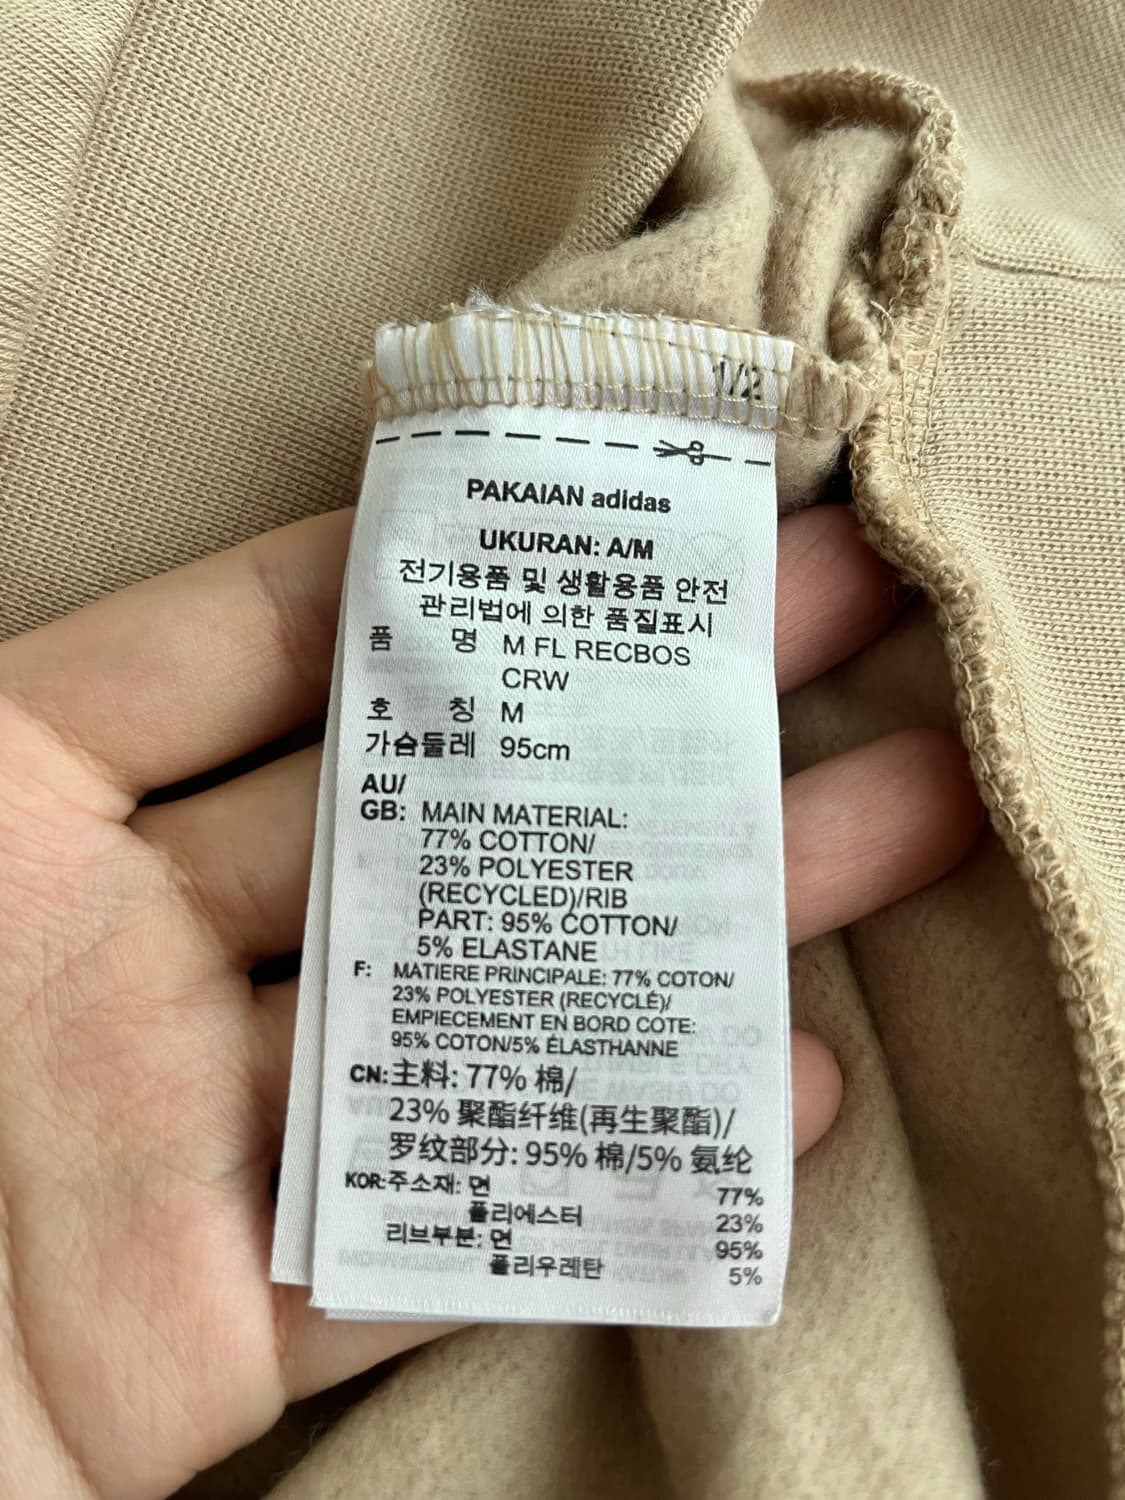 1/2
PAKAIAN adidas
UKURAN: A/M
전기용품 및 생활용품 안전
관리법에 의한 품질표시
품 명 M FL RECBOS
CRW
호 칭 M
가슴둘레 95cm
AU/
GB: MAIN MATERIAL:
77% COTTON/
23% POLYESTER
(RECYCLED)/RIB
PART: 95% COTTON/
5% ELASTANE
F: MATIERE PRINCIPALE: 77% COTON/
23% POLYESTER (RECYCLÉ)/
EMPIECEMENT EN BORD COTE:
95% COTON/5% ÉLASTHANNE
CN: 主料: 77% 棉/
23% 聚酯纤维(再生聚酯)/
罗纹部分: 95% 棉/5% 氨纶
KOR: 주소재: 면 77%
폴리에스터 23%
리브부분: 면 95%
폴리우레탄 5%